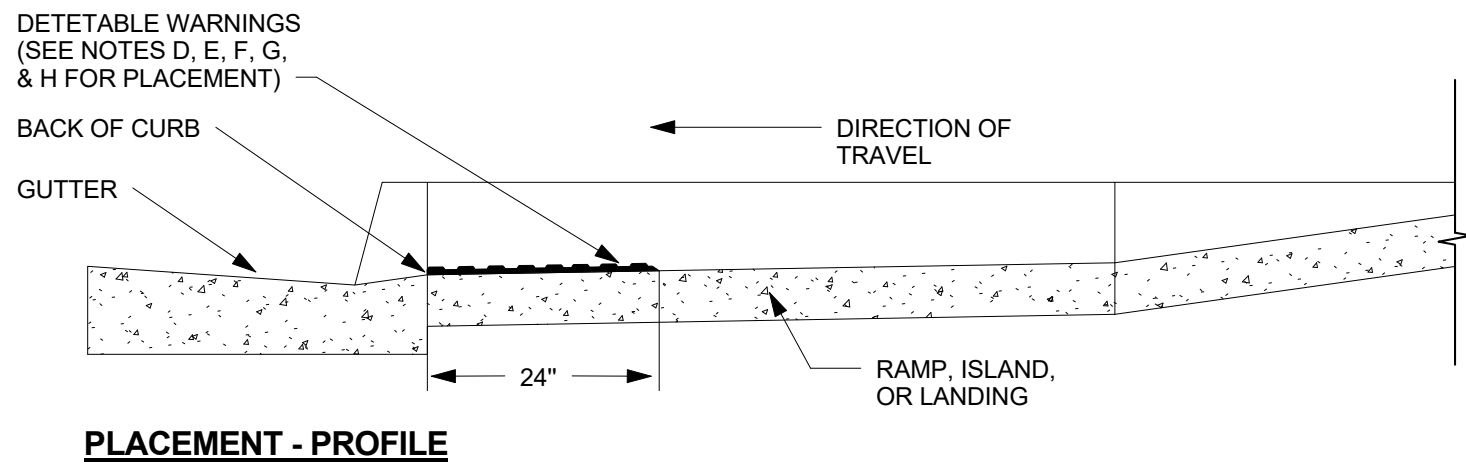 DETETABLE WARNINGS
(SEE NOTES D, E, F, G,
& H FOR PLACEMENT)
BACK OF CURB
GUTTER
DIRECTION OF
TRAVEL
24"
RAMP, ISLAND,
OR LANDING
PLACEMENT - PROFILE